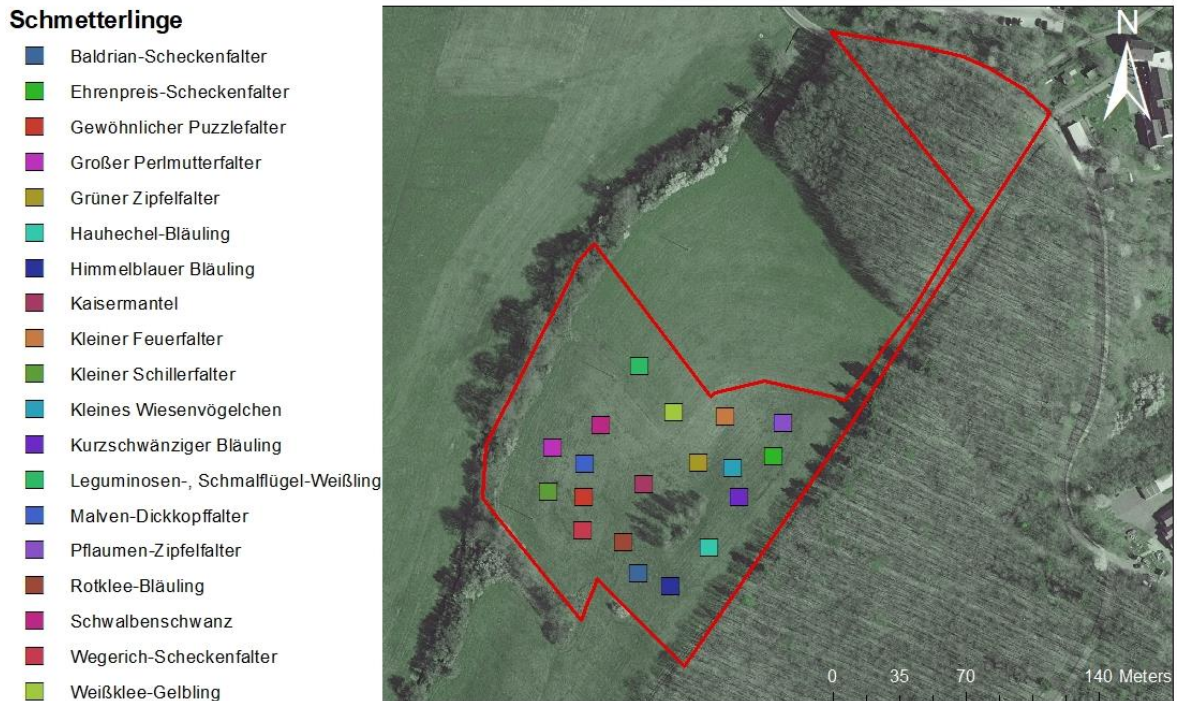 Schmetterlinge
Baldrian-Scheckenfalter
Ehrenpreis-Scheckenfalter
Gewöhnlicher Puzzlefalter
Großer Perlmutterfalter
Grüner Zipfelfalter
Hauhechel-Bläuling
Himmelblauer Bläuling
Kaisermantel
Kleiner Feuerfalter
Kleiner Schillerfalter
Kleines Wiesenvögelchen
Kurzschwänziger Bläuling
Leguminosen-, Schmalflügel-Weißling
Malven-Dickkopffalter
Pflaumen-Zipfelfalter
Rotklee-Bläuling
Schwalbenschwanz
Wegerich-Scheckenfalter
Weißklee-Gelbling
N
0 35 70 140 Meters